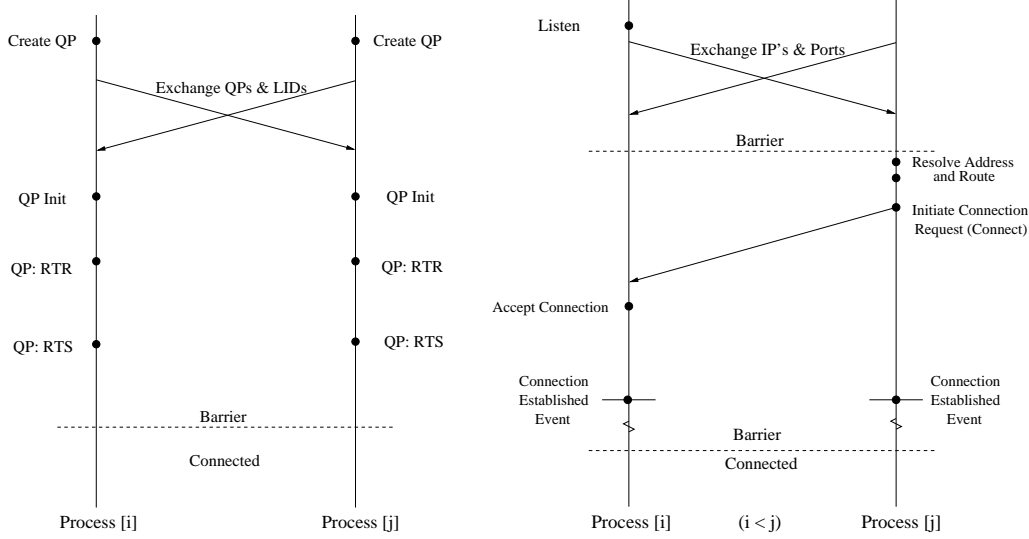 Create QP
Create QP
Exchange QPs & LIDs
QP Init
QP Init
QP: RTR
QP: RTR
QP: RTS
QP: RTS
Barrier
Connected
Process [i]
Process [j]
Listen
Exchange IP's & Ports
Barrier
Resolve Address
and Route
Initiate Connection
Request (Connect)
Accept Connection
Connection
Established
Event
Connection
Established
Event
Barrier
Connected
Process [i]
(i < j)
Process [j]